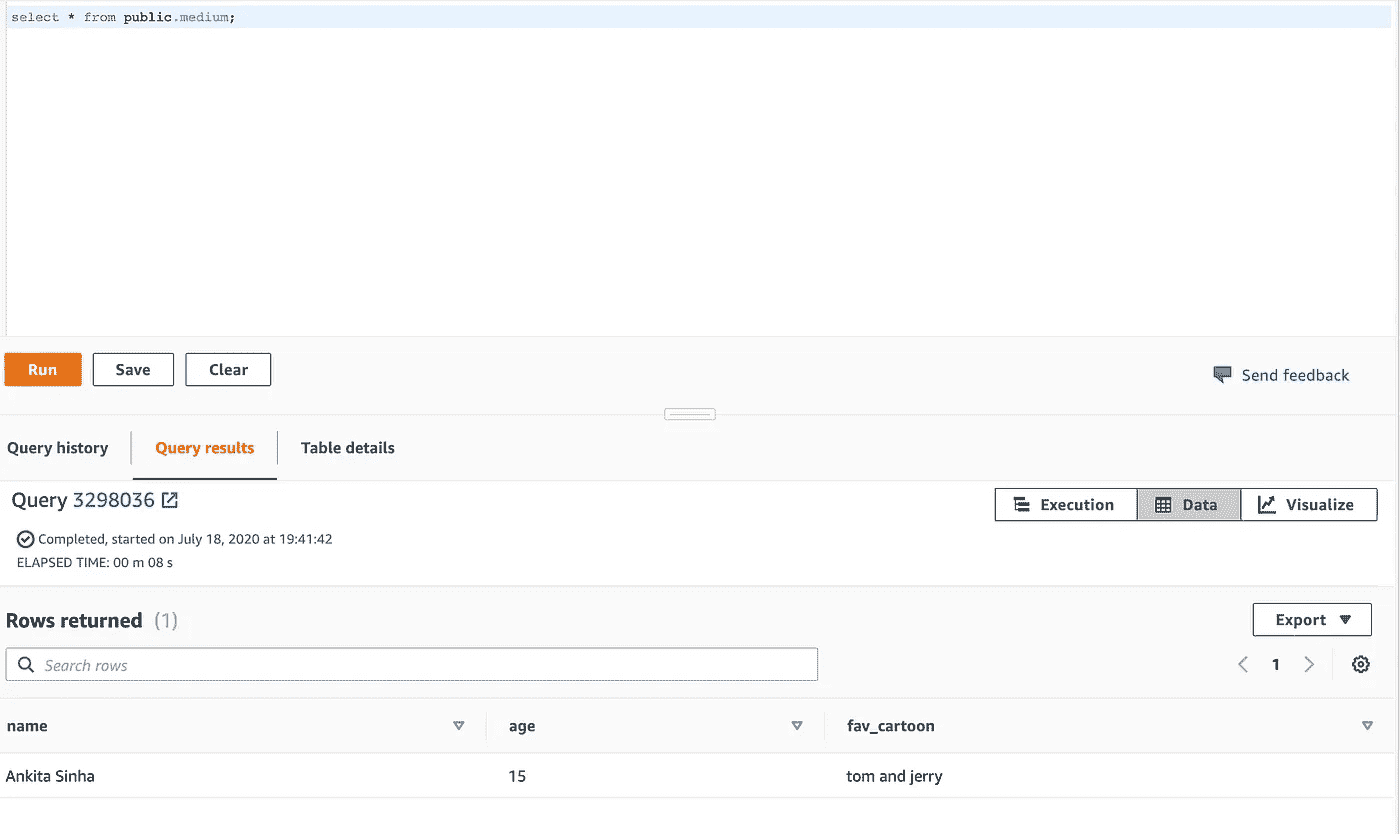 select * from public.medium;
Run Save Clear
Send feedback
Query history Query results Table details
Query 3298036
Execution Data Visualize
Completed, started on July 18, 2020 at 19:41:42
ELAPSED TIME: 00 m 08 s
Rows returned (1)
Export
Search rows
1
name age fav_cartoon
Ankita Sinha 15 tom and jerry